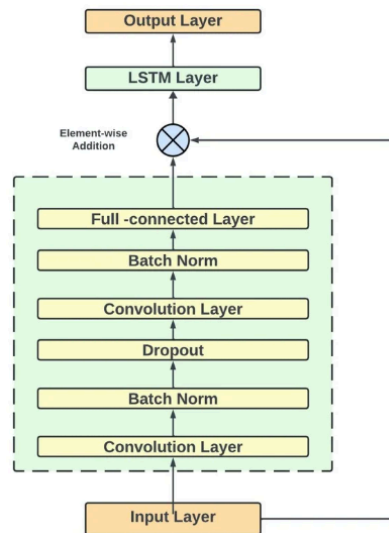 Output Layer
LSTM Layer
Element-wise
Addition
Full -connected Layer
Batch Norm
Convolution Layer
Dropout
Batch Norm
Convolution Layer
Input Layer